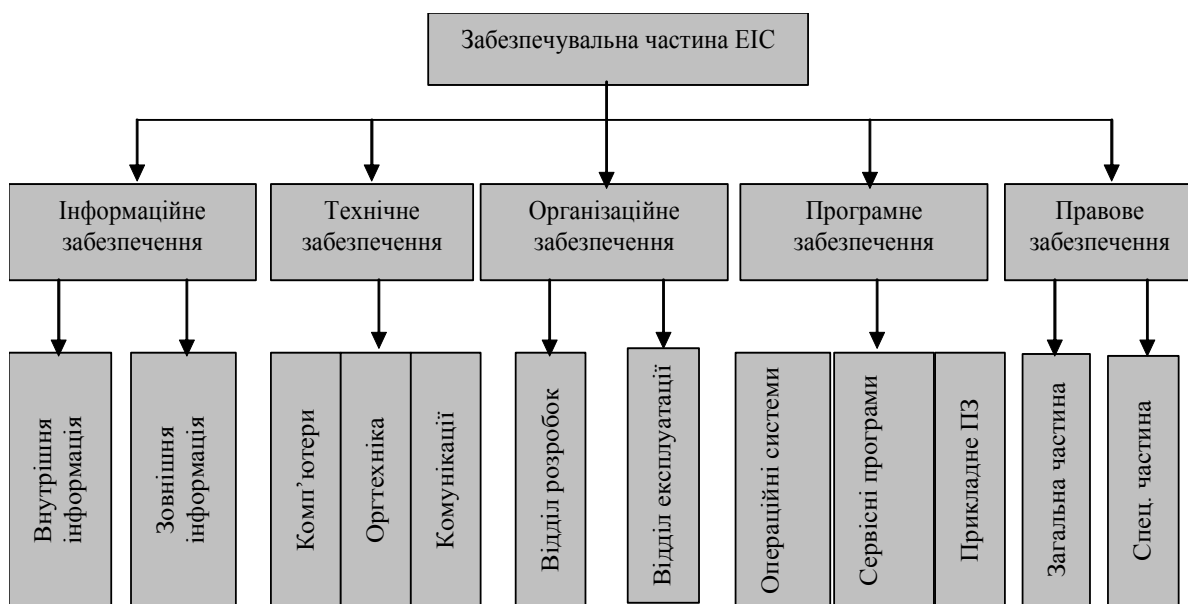 Забезпечувальна частина ЕІС
Інформаційне
забезпечення
Технічне
забезпечення
Організаційне
забезпечення
Програмне
забезпечення
Правове
забезпечення
Внутрішня
інформація
Зовнішня
інформація
Комп’ютери
Оргтехніка
Комунікації
Відділ розробок
Відділ експлуатації
Операційні системи
Сервісні програми
Прикладне ПЗ
Загальна частина
Спец. частина